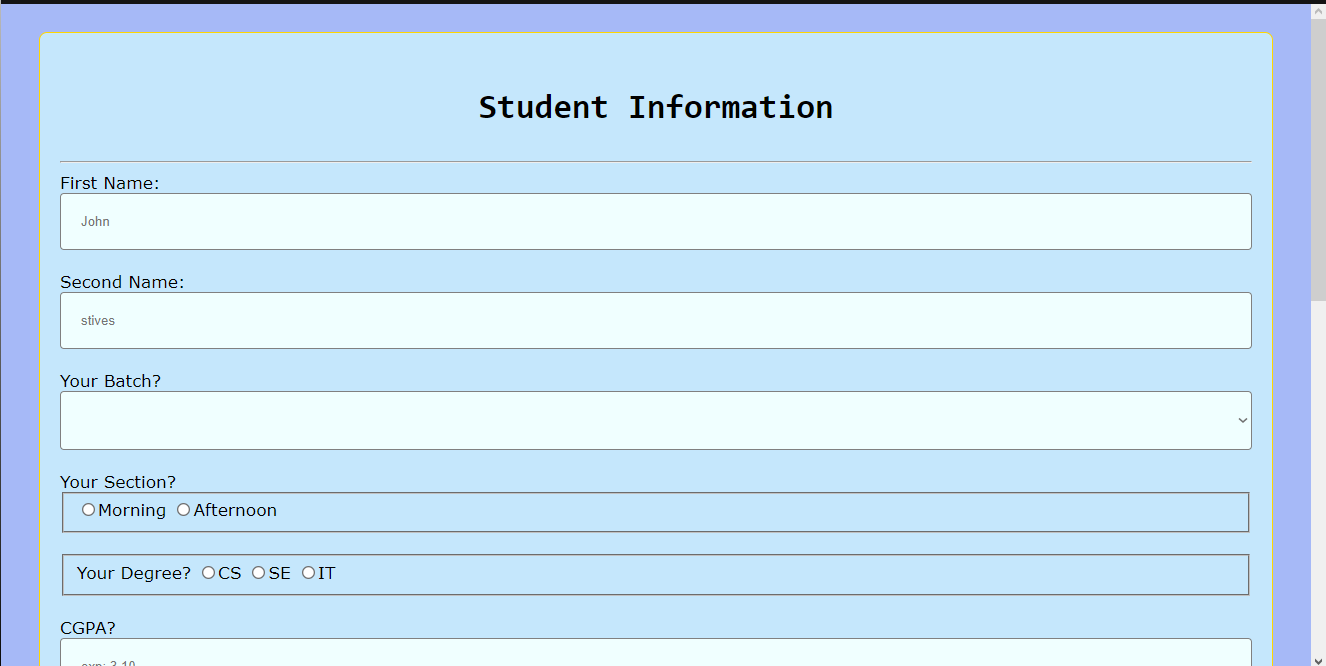 Student Information
First Name:
John
Second Name:
stives
Your Batch?
Your Section?
Morning Afternoon
Your Degree? CS SE IT
CGPA?
exp: 3.10